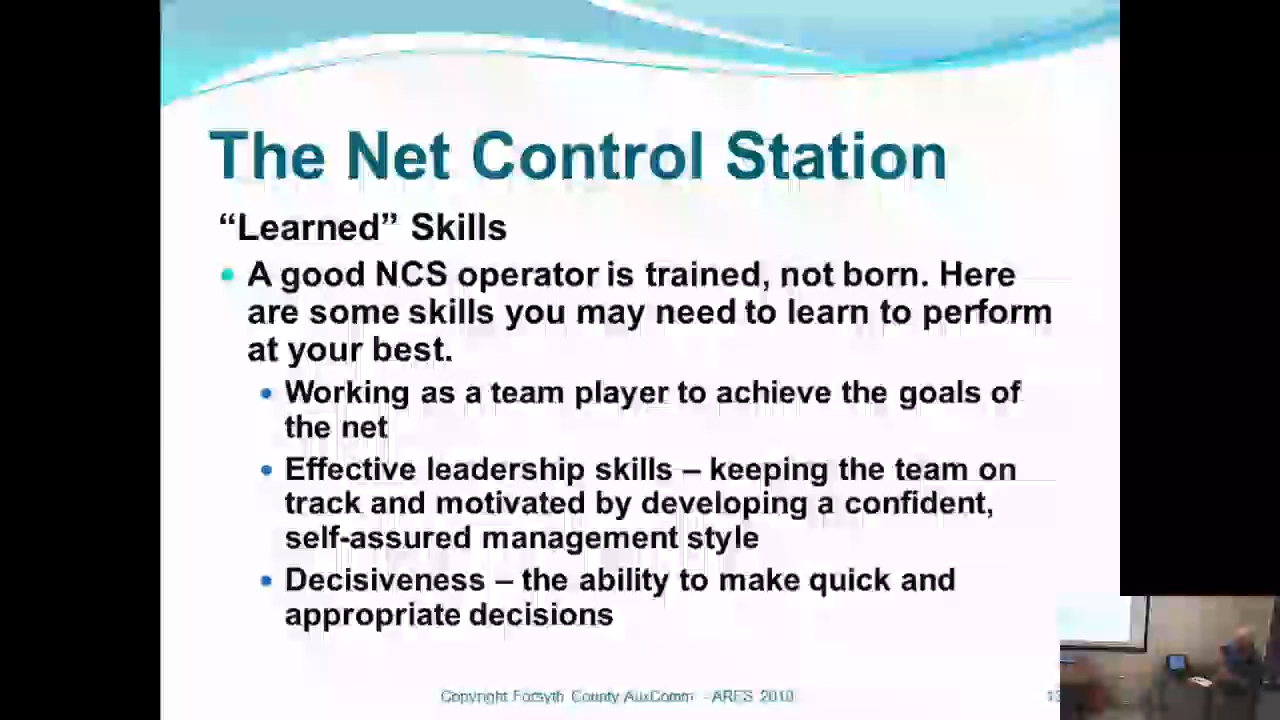 The Net Control Station
“Learned” Skills
A good NCS operator is trained, not born. Here
are some skills you may need to learn to perform
at your best.
Working as a team player to achieve the goals of
the net
Effective leadership skills – keeping the team on
track and motivated by developing a confident,
self-assured management style
Decisiveness – the ability to make quick and
appropriate decisions
Copyright Forsyth County AuxComm - ARES 2010